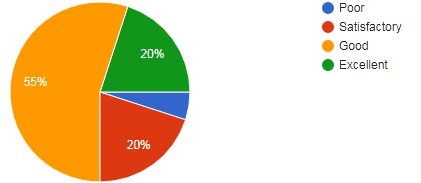 Poor
Satisfactory
Good
Excellent
20%
55%
20%